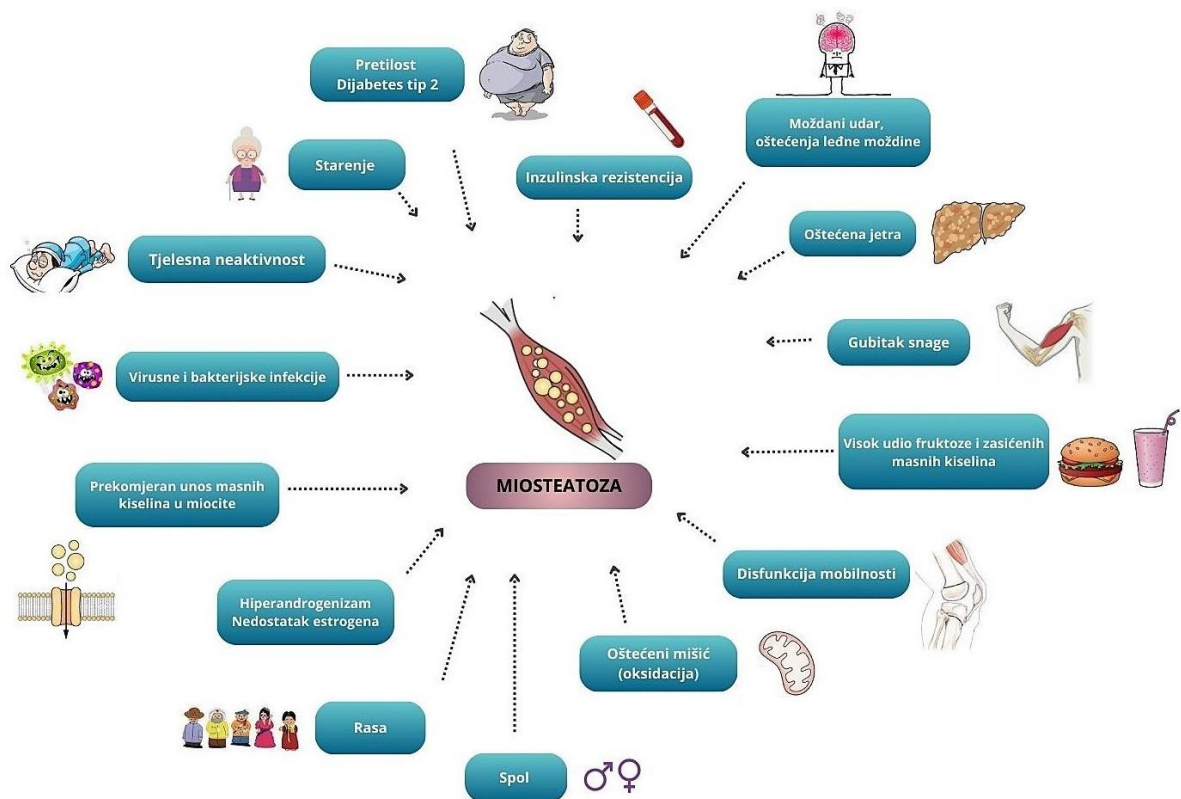 Pretilost
Dijabetes tip 2
Moždani udar,
oštećenja leđne moždine
Starenje
Inzulinska rezistencija
Oštećena jetra
Tjelesna neaktivnost
Gubitak snage
Virusne i bakterijske infekcije
Visok udio fruktoze i zasićenih
masnih kiselina
MIOSTEATOZA
Prekomjeran unos masnih
kiselina u miocite
Disfunkcija mobilnosti
Hiperandrogenizam
Nedostatak estrogena
Oštećeni mišić
(oksidacija)
Rasa
Spol